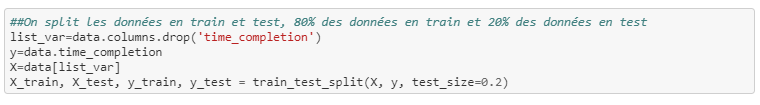 ##On split les données en train et test, 80% des données en train et 20% des données en test
list_var=data.columns.drop('time_completion')
y=data.time_completion
X=data[list_var]
X_train, X_test, y_train, y_test = train_test_split(X, y, test_size=0.2)